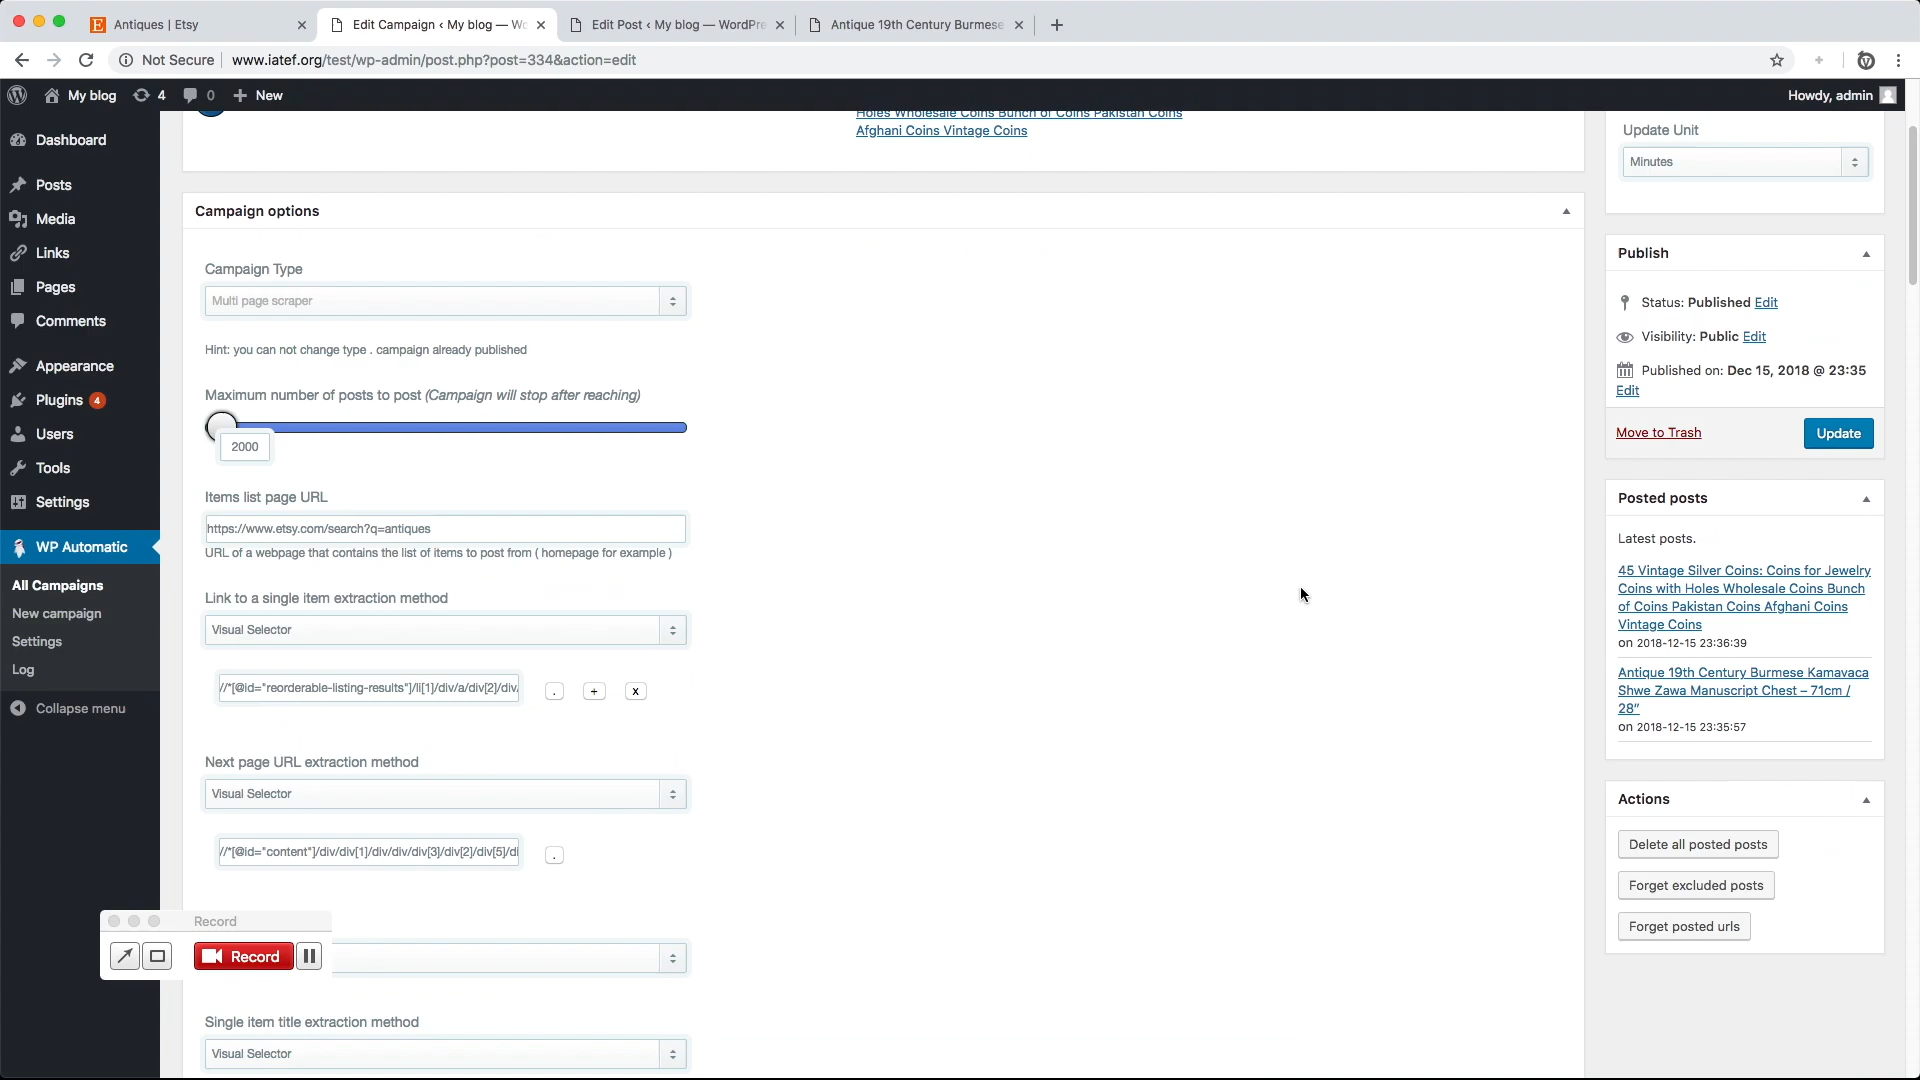 Antiques | Etsy
Edit Campaign ‹ My blog — Wo
Edit Post ‹ My blog — WordPre
Antique 19th Century Burmese
Not Secure
www.iatef.org/test/wp-admin/post.php?post=334&action=edit
My blog
4
0
New
Howdy, admin
Dashboard
Posts
Media
Links
Pages
Comments
Appearance
Plugins 4
Users
Tools
Settings
WP Automatic
All Campaigns
New campaign
Settings
Log
Collapse menu
Holes Wholesale Coins Bunch of Coins Pakistan Coins
Afghani Coins Vintage Coins
Campaign options
Campaign Type
Multi page scraper
Hint: you can not change type . campaign already published
Maximum number of posts to post (Campaign will stop after reaching)
2000
Items list page URL
https://www.etsy.com/search?q=antiques
URL of a webpage that contains the list of items to post from ( homepage for example )
Link to a single item extraction method
Visual Selector
//*[@id="reorderable-listing-results"]/li[1]/div/a/div[2]/div/
.
+
x
Next page URL extraction method
Visual Selector
//*[@id="content"]/div/div[1]/div/div/div[3]/div[2]/div[5]/di
.
Record
Record
Single item title extraction method
Visual Selector
Update Unit
Minutes
Publish
Status: Published Edit
Visibility: Public Edit
Published on: Dec 15, 2018 @ 23:35
Edit
Move to Trash
Update
Posted posts
Latest posts.
45 Vintage Silver Coins: Coins for Jewelry
Coins with Holes Wholesale Coins Bunch
of Coins Pakistan Coins Afghani Coins
Vintage Coins
on 2018-12-15 23:36:39
Antique 19th Century Burmese Kamavaca
Shwe Zawa Manuscript Chest – 71cm /
28″
on 2018-12-15 23:35:57
Actions
Delete all posted posts
Forget excluded posts
Forget posted urls